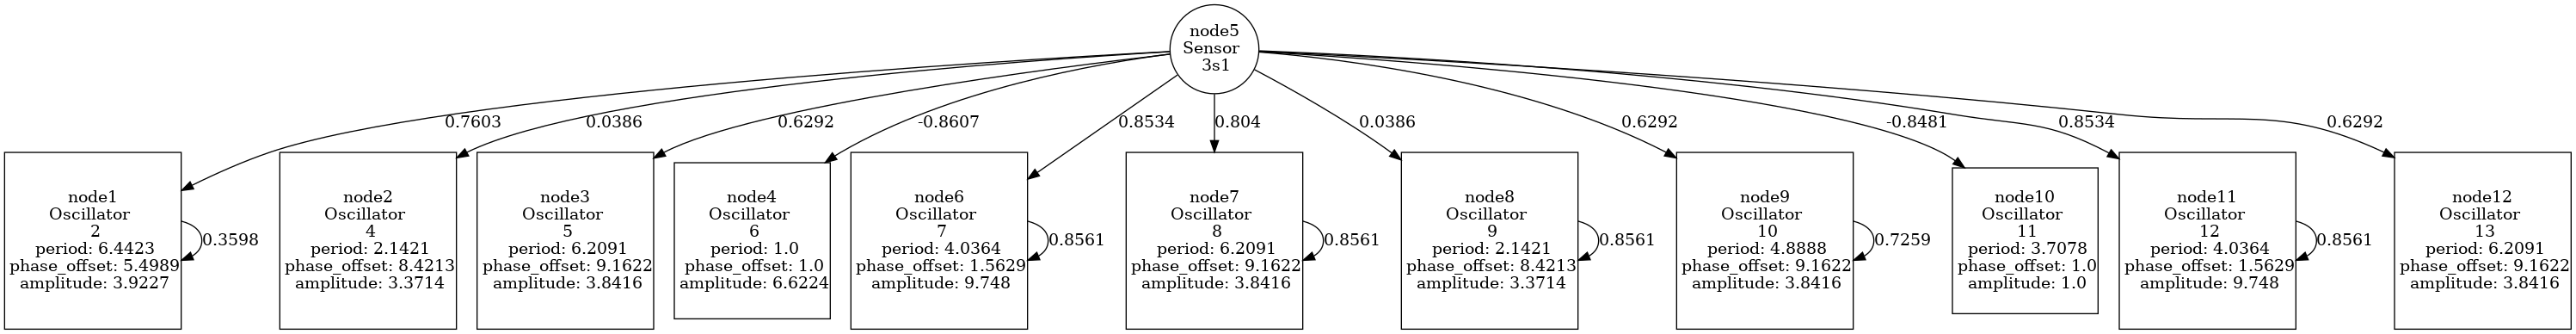 node5
Sensor
3s1
0.7603
0.0386
0.6292
-0.8607
0.8534
0.804
0.0386
0.6292
-0.8481
0.8534
0.6292
node1
Oscillator
2
period: 6.4423
phase_offset: 5.4989
amplitude: 3.9227
0.3598
node2
Oscillator
4
period: 2.1421
phase_offset: 8.4213
amplitude: 3.3714
node3
Oscillator
5
period: 6.2091
phase_offset: 9.1622
amplitude: 3.8416
node4
Oscillator
6
period: 1.0
phase_offset: 1.0
amplitude: 6.6224
node6
Oscillator
7
period: 4.0364
phase_offset: 1.5629
amplitude: 9.748
0.8561
node7
Oscillator
8
period: 6.2091
phase_offset: 9.1622
amplitude: 3.8416
0.8561
node8
Oscillator
9
period: 2.1421
phase_offset: 8.4213
amplitude: 3.3714
0.8561
node9
Oscillator
10
period: 4.8888
phase_offset: 9.1622
amplitude: 3.8416
0.7259
node10
Oscillator
11
period: 3.7078
phase_offset: 1.0
amplitude: 1.0
node11
Oscillator
12
period: 4.0364
phase_offset: 1.5629
amplitude: 9.748
0.8561
node12
Oscillator
13
period: 6.2091
phase_offset: 9.1622
amplitude: 3.8416